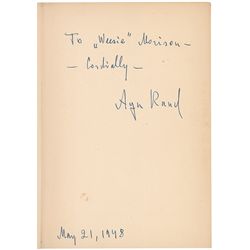 To „Weesie" Morison –
– Cordially –
Ayn Rand
May 21, 1948